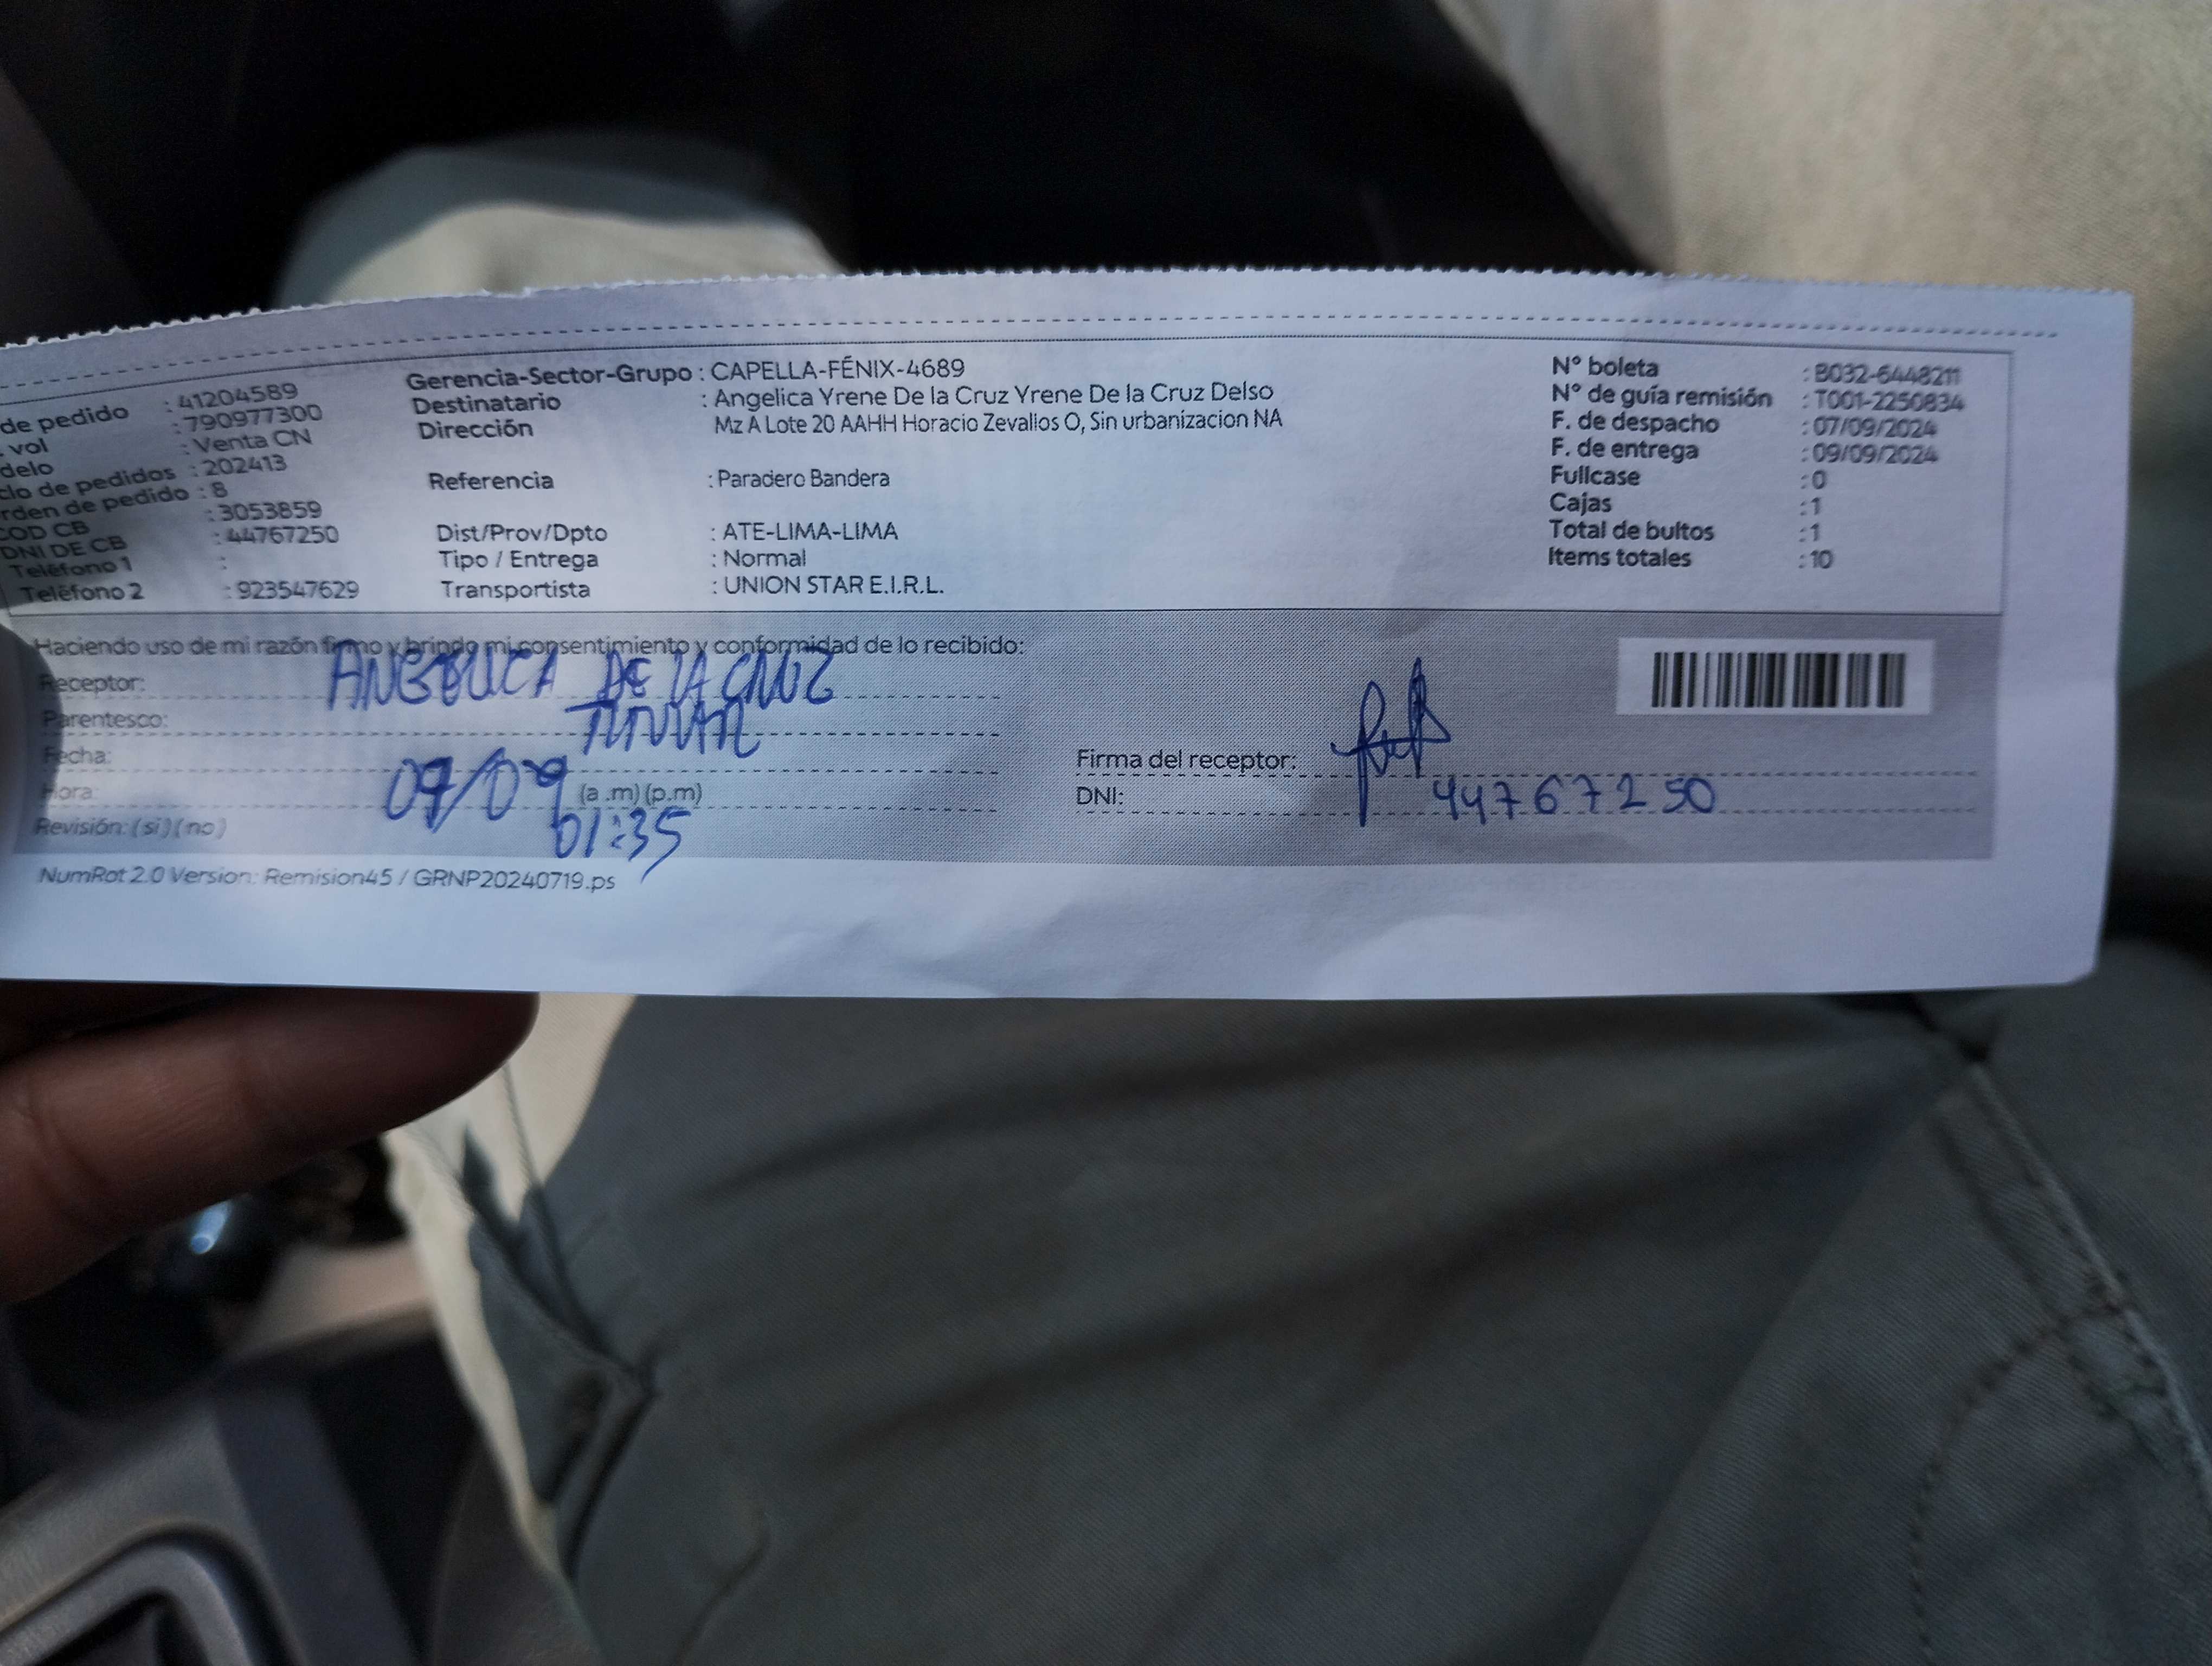 de pedido : 41204589
vol : 790977300
delo : Venta CN
clo de pedidos : 202413
rden de pedido : 8
COD CB : 3053859
DNI DE CB : 44767250
Teléfono 1 :
Teléfono 2 : 923547629
Gerencia-Sector-Grupo : CAPELLA-FÉNIX-4689
Destinatario : Angelica Yrene De la Cruz Yrene De la Cruz Delso
Dirección Mz A Lote 20 AAHH Horacio Zevallos O, Sin urbanizacion NA
Referencia : Paradero Bandera
Dist/Prov/Dpto : ATE-LIMA-LIMA
Tipo / Entrega : Normal
Transportista : UNION STAR E.I.R.L.
N° boleta : B032-6448211
N° de guía remisión : T001-2250834
F. de despacho : 07/09/2024
F. de entrega : 09/09/2024
Fullcase : 0
Cajas : 1
Total de bultos : 1
Items totales : 10
Haciendo uso de mi razón firmo y brindo mi consentimiento y conformidad de lo recibido:
Receptor: ANGELICA DE LA CRUZ
Parentesco:
Fecha:
Hora: (a .m) (p.m)
01:35
Revisión: (si) (no)
Firma del receptor:
DNI: 44767250
NumRot 2.0 Version: Remision45 / GRNP20240719.ps